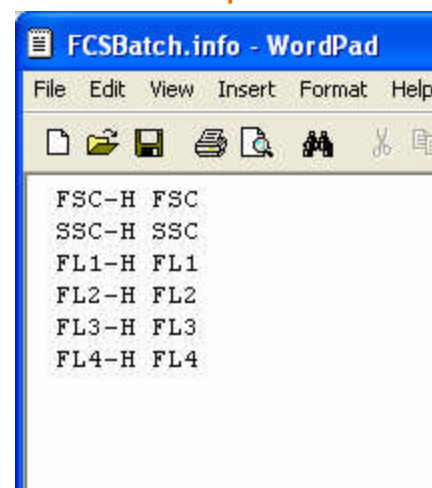 FCSBatch.info - WordPad
File Edit View Insert Format Help
FSC-H FSC
SSC-H SSC
FL1-H FL1
FL2-H FL2
FL3-H FL3
FL4-H FL4